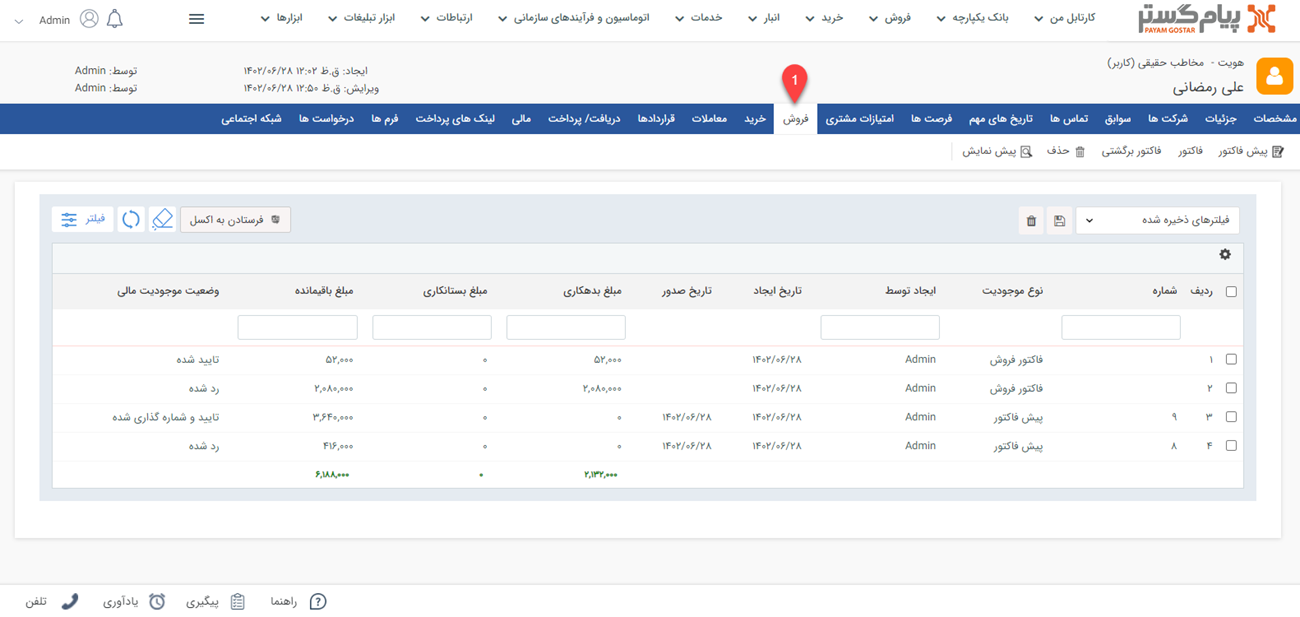 پیام‌گستر
PAYAM GOSTAR
کارتابل من
بانک یکپارچه
فروش
خرید
انبار
خدمات
اتوماسیون و فرآیندهای سازمانی
ارتباطات
ابزار تبلیغات
ابزارها
Admin
هویت - مخاطب حقیقی (کاربر)
علی رمضانی
ایجاد: ق.ظ ۱۲:۰۲ ۱۴۰۲/۰۶/۲۸ توسط: Admin
ویرایش: ق.ظ ۱۲:۵۰ ۱۴۰۲/۰۶/۲۸ توسط: Admin
1
مشخصات جزئیات شرکت ها سوابق تماس ها تاریخ های مهم فرصت ها امتیازات مشتری فروش خرید معاملات قراردادها دریافت/ پرداخت مالی لینک های پرداخت فرم ها درخواست ها شبکه اجتماعی
پیش فاکتور فاکتور فاکتور برگشتی حذف پیش نمایش
فیلترهای ذخیره شده فرستادن به اکسل فیلتر
ردیف شماره نوع موجودیت ایجاد توسط تاریخ ایجاد تاریخ صدور مبلغ بدهکاری مبلغ بستانکاری مبلغ باقیمانده وضعیت موجودیت مالی
۱ فاکتور فروش Admin ۱۴۰۲/۰۶/۲۸ ۵۲,۰۰۰ ۰ ۵۲,۰۰۰ تایید شده
۲ فاکتور فروش Admin ۱۴۰۲/۰۶/۲۸ ۲,۰۸۰,۰۰۰ ۰ ۲,۰۸۰,۰۰۰ رد شده
۳ ۹ پیش فاکتور Admin ۱۴۰۲/۰۶/۲۸ ۱۴۰۲/۰۶/۲۸ ۰ ۰ ۳,۶۴۰,۰۰۰ تایید و شماره گذاری شده
۴ ۸ پیش فاکتور Admin ۱۴۰۲/۰۶/۲۸ ۱۴۰۲/۰۶/۲۸ ۰ ۰ ۴۱۶,۰۰۰ رد شده
۲,۱۳۲,۰۰۰ ۰ ۶,۱۸۸,۰۰۰
راهنما پیگیری یادآوری تلفن